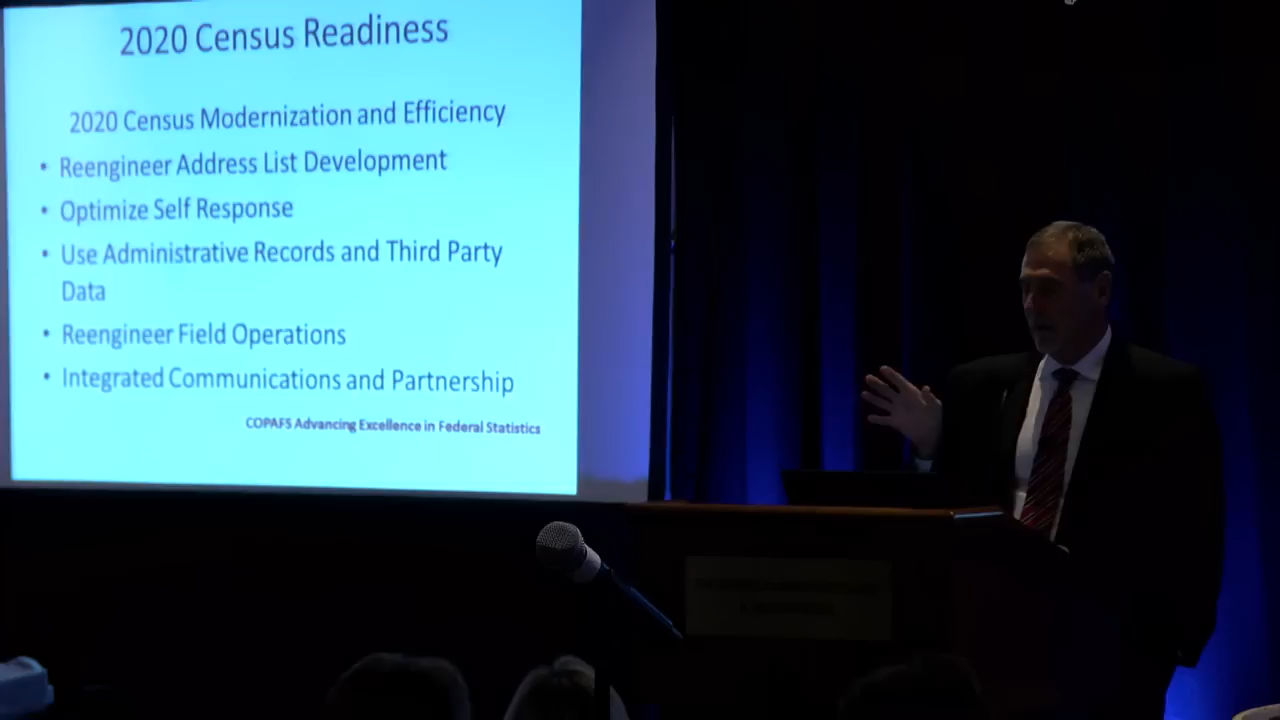 2020 Census Readiness
2020 Census Modernization and Efficiency
• Reengineer Address List Development
• Optimize Self Response
• Use Administrative Records and Third Party
Data
• Reengineer Field Operations
• Integrated Communications and Partnership
COPAFS Advancing Excellence in Federal Statistics